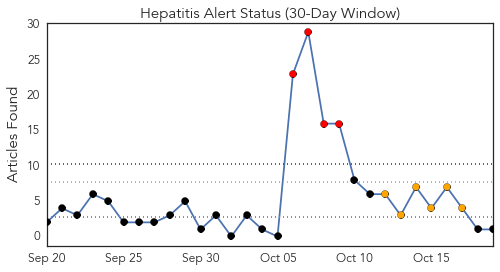 Hepatitis Alert Status (30-Day Window)
30
25
20
15
10
5
0
Articles Found
Sep 20
Sep 25
Sep 30
Oct 05
Oct 10
Oct 15